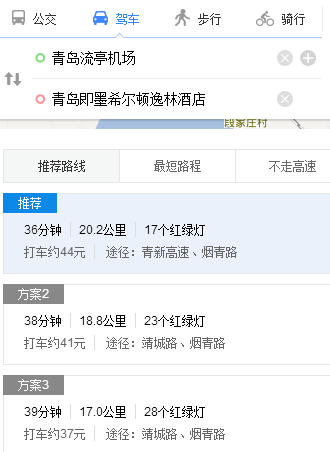 公交 驾车 步行 骑行
青岛流亭机场
青岛即墨希尔顿逸林酒店
段家庄村
推荐路线 最短路程 不走高速
推荐
36分钟 20.2公里 17个红绿灯
打车约44元 途径：青新高速、烟青路
方案2
38分钟 18.8公里 23个红绿灯
打车约41元 途径：靖城路、烟青路
方案3
39分钟 17.0公里 28个红绿灯
打车约37元 途径：靖城路、烟青路